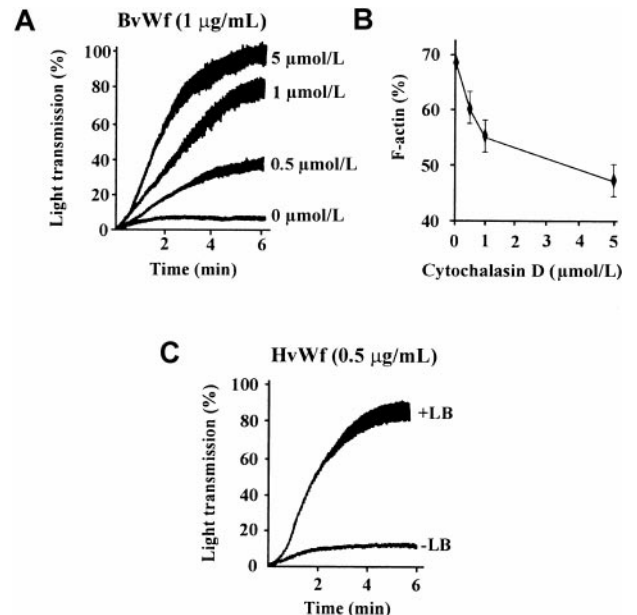 A
BvWf (1 µg/mL)
Light transmission (%)
100
80
60
40
20
0
5 µmol/L
1 µmol/L
0.5 µmol/L
0 µmol/L
2 4 6
Time (min)
B
F-actin (%)
70
60
50
40
0 1 2 3 4 5
Cytochalasin D (µmol/L)
C
HvWf (0.5 µg/mL)
Light transmission (%)
100
80
60
40
20
0
+LB
-LB
2 4 6
Time (min)